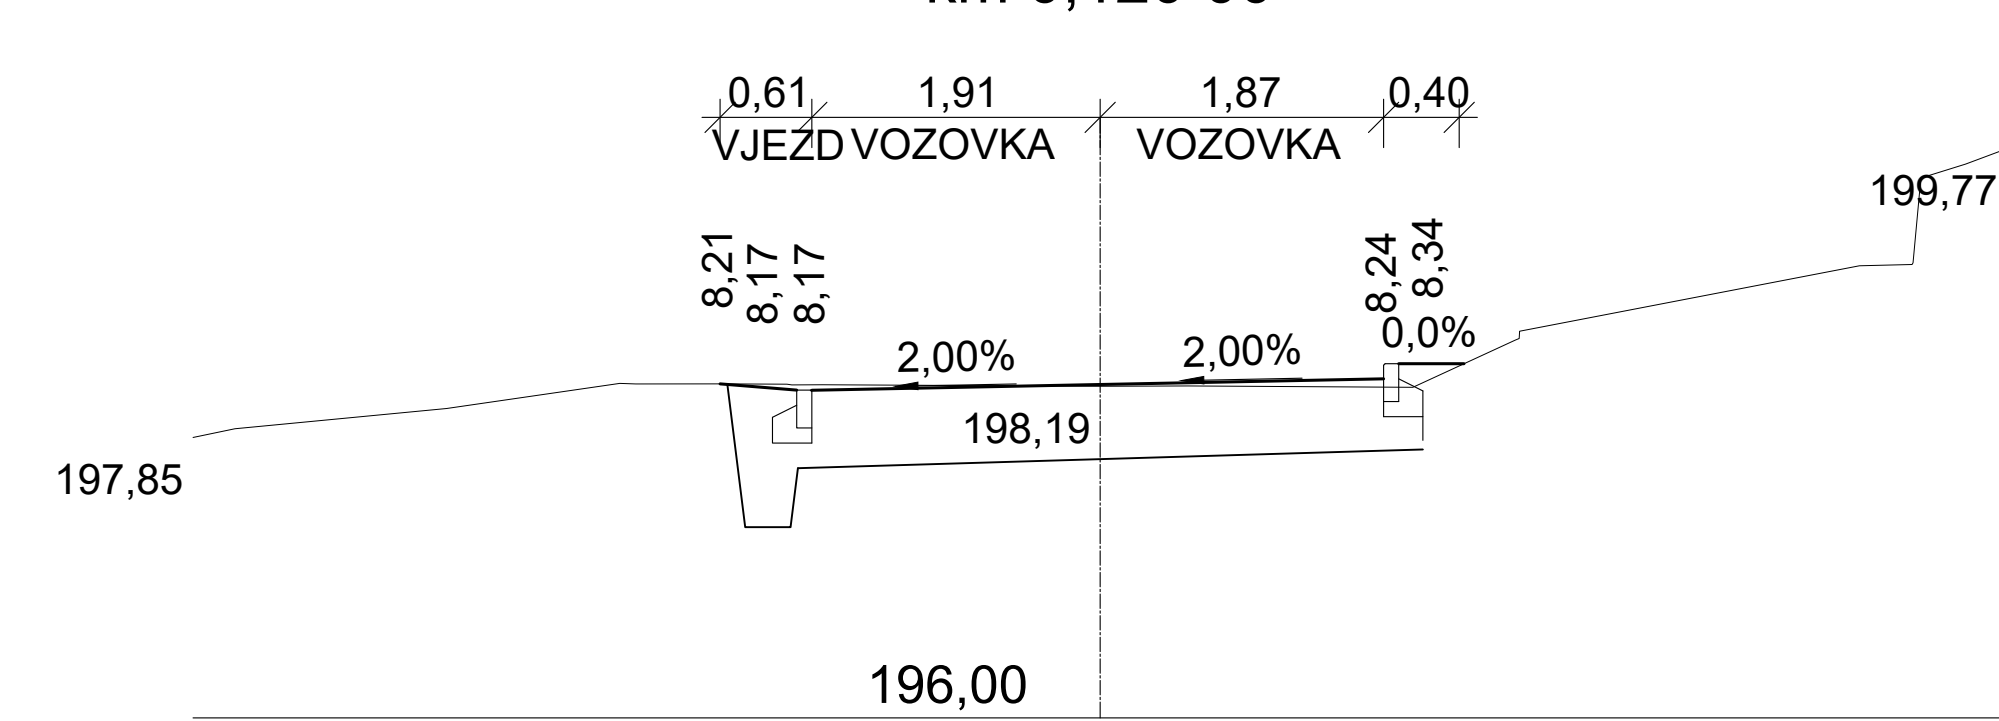 0,61 1,91 1,87 0,40
VJEZD VOZOVKA VOZOVKA
199,77
8,21 8,17 8,17 8,24 8,34
2,00% 2,00% 0,0%
198,19
197,85
196,00